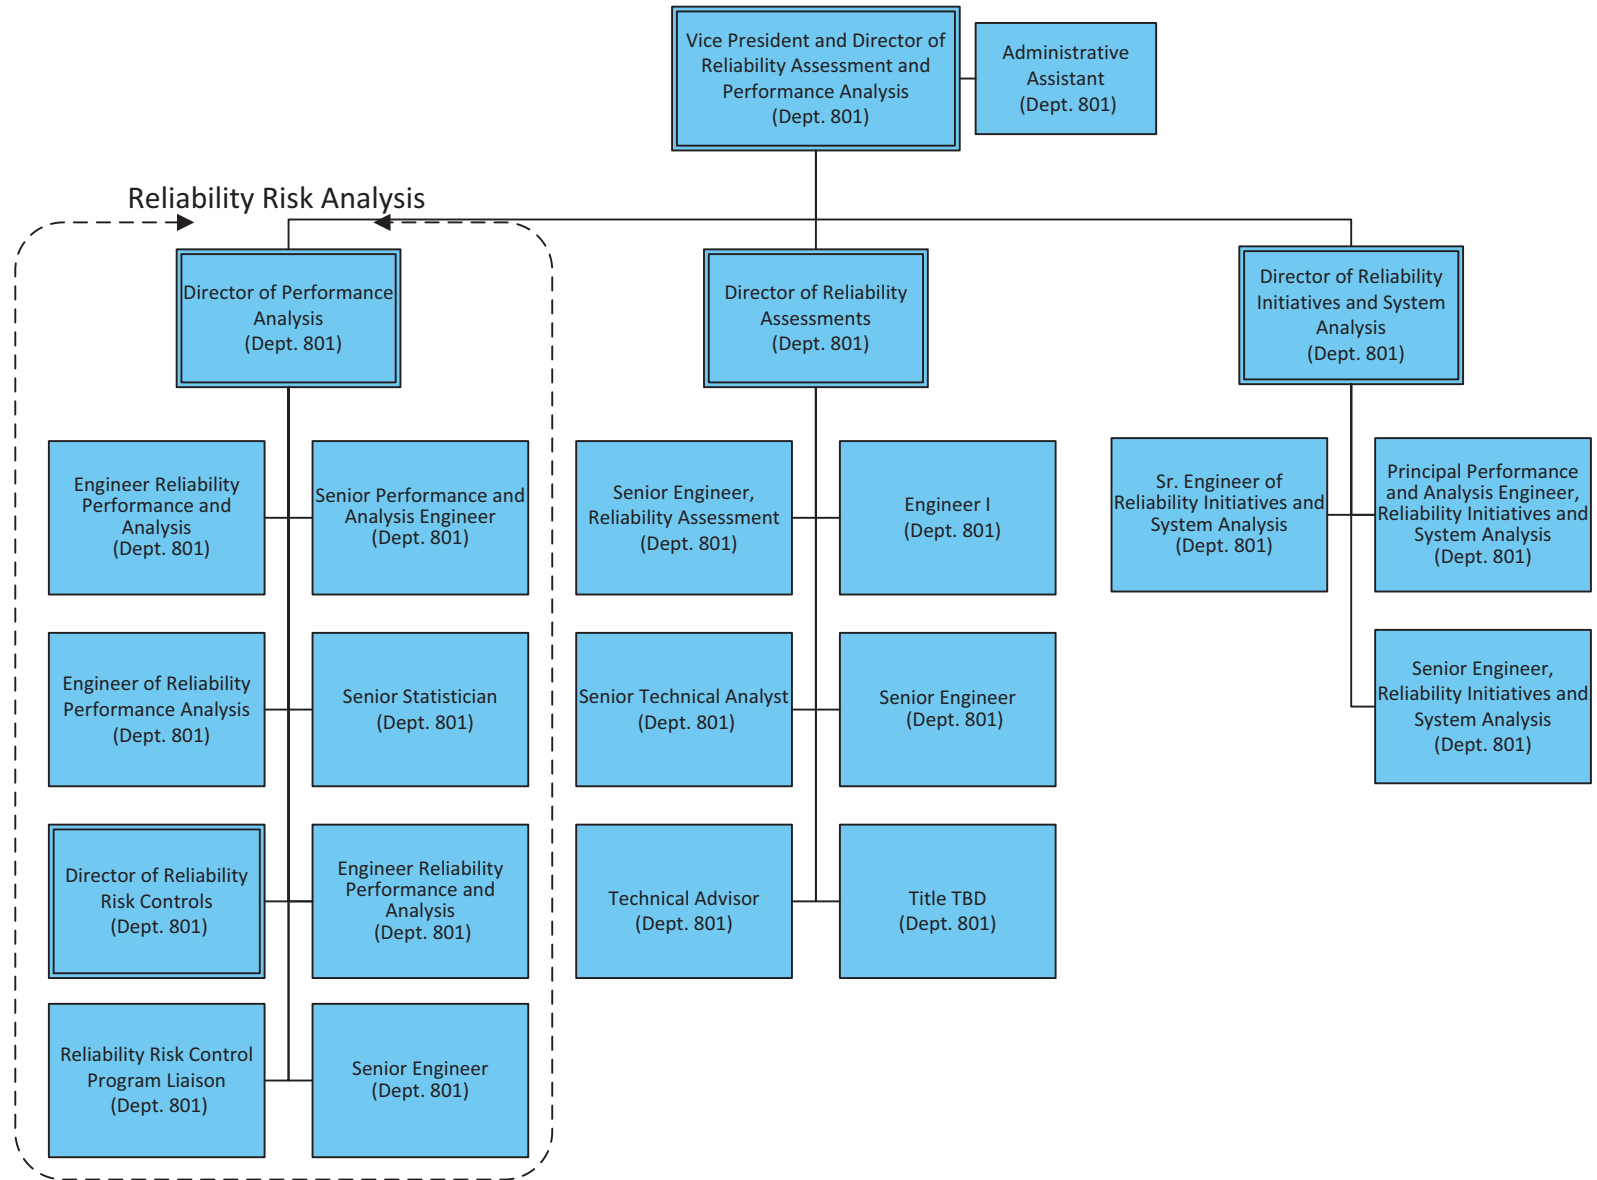 Vice President and Director of
Reliability Assessment and
Performance Analysis
(Dept. 801)
Administrative
Assistant
(Dept. 801)
Reliability Risk Analysis
Director of Performance
Analysis
(Dept. 801)
Director of Reliability
Assessments
(Dept. 801)
Director of Reliability
Initiatives and System
Analysis
(Dept. 801)
Engineer Reliability
Performance and
Analysis
(Dept. 801)
Senior Performance and
Analysis Engineer
(Dept. 801)
Senior Engineer,
Reliability Assessment
(Dept. 801)
Engineer I
(Dept. 801)
Sr. Engineer of
Reliability Initiatives and
System Analysis
(Dept. 801)
Principal Performance
and Analysis Engineer,
Reliability Initiatives and
System Analysis
(Dept. 801)
Engineer of Reliability
Performance Analysis
(Dept. 801)
Senior Statistician
(Dept. 801)
Senior Technical Analyst
(Dept. 801)
Senior Engineer
(Dept. 801)
Senior Engineer,
Reliability Initiatives and
System Analysis
(Dept. 801)
Director of Reliability
Risk Controls
(Dept. 801)
Engineer Reliability
Performance and
Analysis
(Dept. 801)
Technical Advisor
(Dept. 801)
Title TBD
(Dept. 801)
Reliability Risk Control
Program Liaison
(Dept. 801)
Senior Engineer
(Dept. 801)